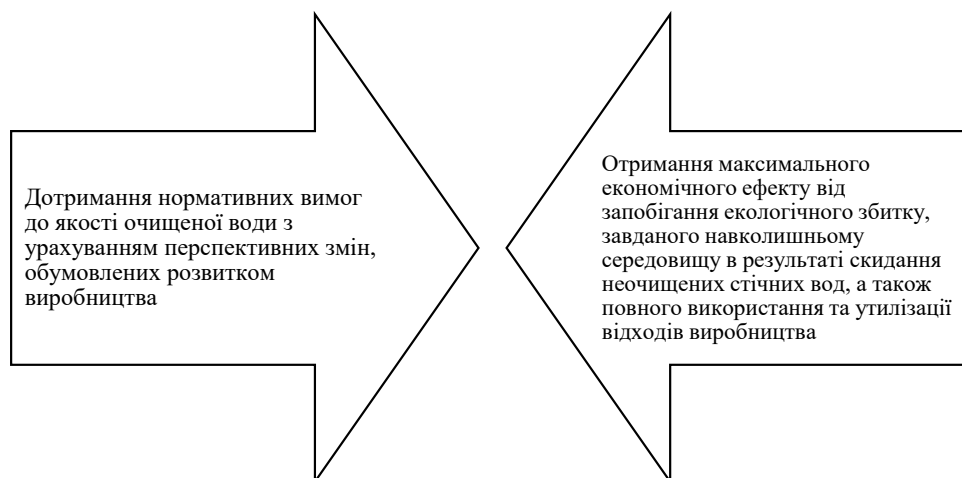 Дотримання нормативних вимог
до якості очищеної води з
урахуванням перспективних змін,
обумовлених розвитком
виробництва
Отримання максимального
економічного ефекту від
запобігання екологічного збитку,
завданого навколишньому
середовищу в результаті скидання
неочищених стічних вод, а також
повного використання та утилізації
відходів виробництва